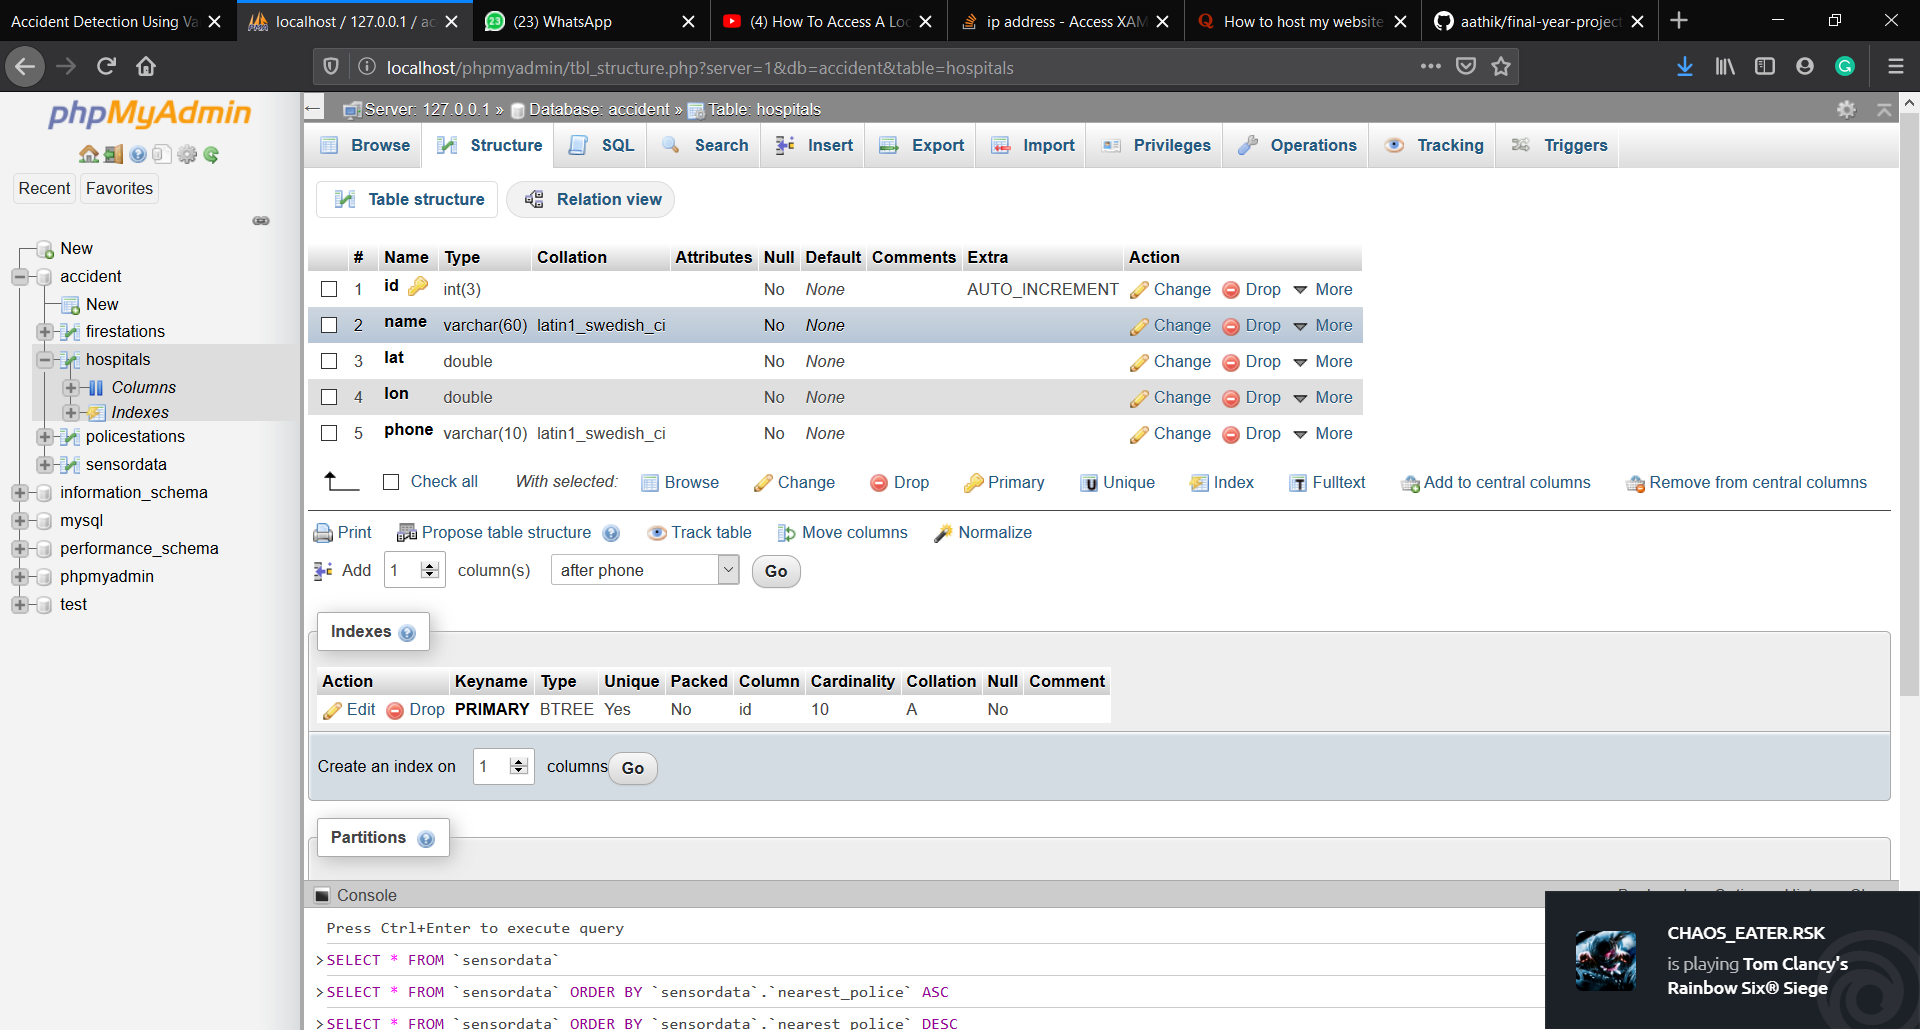 Accident Detection Using Va
localhost / 127.0.0.1 / ac
(23) WhatsApp
(4) How To Access A Loc
ip address - Access XAM
How to host my website
aathik/final-year-project
localhost/phpmyadmin/tbl_structure.php?server=1&db=accident&table=hospitals
phpMyAdmin
Recent Favorites
New
accident
New
firestations
hospitals
Columns
Indexes
policestations
sensordata
information_schema
mysql
performance_schema
phpmyadmin
test
Server: 127.0.0.1 » Database: accident » Table: hospitals
Browse Structure SQL Search Insert Export Import Privileges Operations Tracking Triggers
Table structure Relation view
# Name Type Collation Attributes Null Default Comments Extra Action
1 id int(3) No None AUTO_INCREMENT Change Drop More
2 name varchar(60) latin1_swedish_ci No None Change Drop More
3 lat double No None Change Drop More
4 lon double No None Change Drop More
5 phone varchar(10) latin1_swedish_ci No None Change Drop More
Check all With selected: Browse Change Drop Primary Unique Index Fulltext Add to central columns Remove from central columns
Print Propose table structure Track table Move columns Normalize
Add 1 column(s) after phone Go
Indexes
Action Keyname Type Unique Packed Column Cardinality Collation Null Comment
Edit Drop PRIMARY BTREE Yes No id 10 A No
Create an index on 1 columns Go
Partitions
Console
Press Ctrl+Enter to execute query
>SELECT * FROM `sensordata`
>SELECT * FROM `sensordata` ORDER BY `sensordata`.`nearest_police` ASC
>SELECT * FROM `sensordata` ORDER BY `sensordata`.`nearest_police` DESC
CHAOS_EATER.RSK
is playing Tom Clancy's
Rainbow Six® Siege